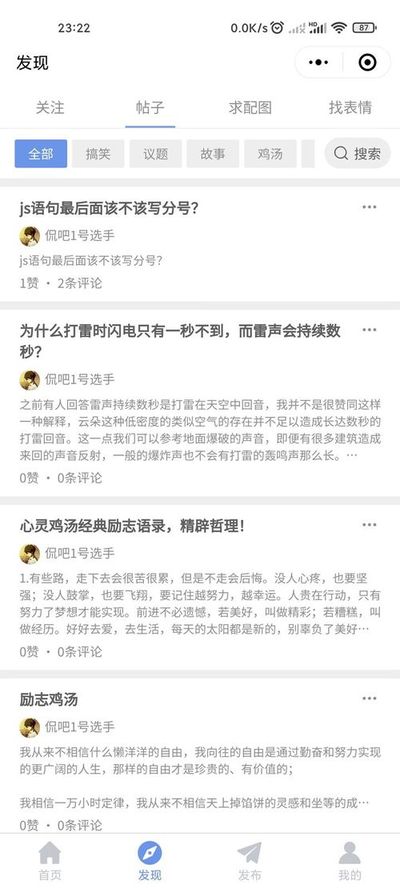 23:22
0.0K/s HD 87
发现
关注 帖子 求配图 找表情
全部 搞笑 议题 故事 鸡汤 搜索
js语句最后面该不该写分号?
侃吧1号选手
js语句最后面该不该写分号?
1赞 · 2条评论
为什么打雷时闪电只有一秒不到，而雷声会持续数
秒?
侃吧1号选手
之前有人回答雷声持续数秒是打雷在天空中回音，我并不是很赞同这样
一种解释，云朵这种低密度的类似空气的存在并不足以造成长达数秒的
打雷回音。这一点我们可以参考地面爆破的声音，即便有很多建筑造成
来回的声音反射，一般的爆炸声也不会有打雷的轰鸣声那么长。…
0赞 · 0条评论
心灵鸡汤经典励志语录，精辟哲理！
侃吧1号选手
1.有些路，走下去会很苦很累，但是不走会后悔。没人心疼，也要坚
强；没人鼓掌，也要飞翔，要记住越努力，越幸运。人贵在行动，只有
努力了梦想才能实现。前进不必遗憾，若美好，叫做精彩；若糟糕，叫
做经历。好好去爱，去生活，每天的太阳都是新的，别辜负了美好…
0赞 · 0条评论
励志鸡汤
侃吧1号选手
我从来不相信什么懒洋洋的自由，我向往的自由是通过勤奋和努力实现
的更广阔的人生，那样的自由才是珍贵的、有价值的；
我相信一万小时定律，我从来不相信天上掉馅饼的灵感和坐等的成…
0赞 · 0条评论
首页 发现 发布 我的